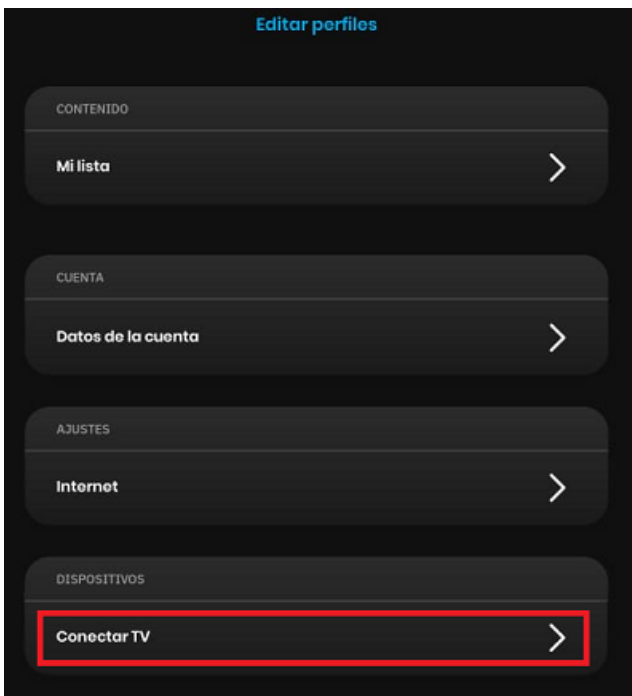 Editar perfiles
CONTENIDO
Mi lista
CUENTA
Datos de la cuenta
AJUSTES
Internet
DISPOSITIVOS
Conectar TV